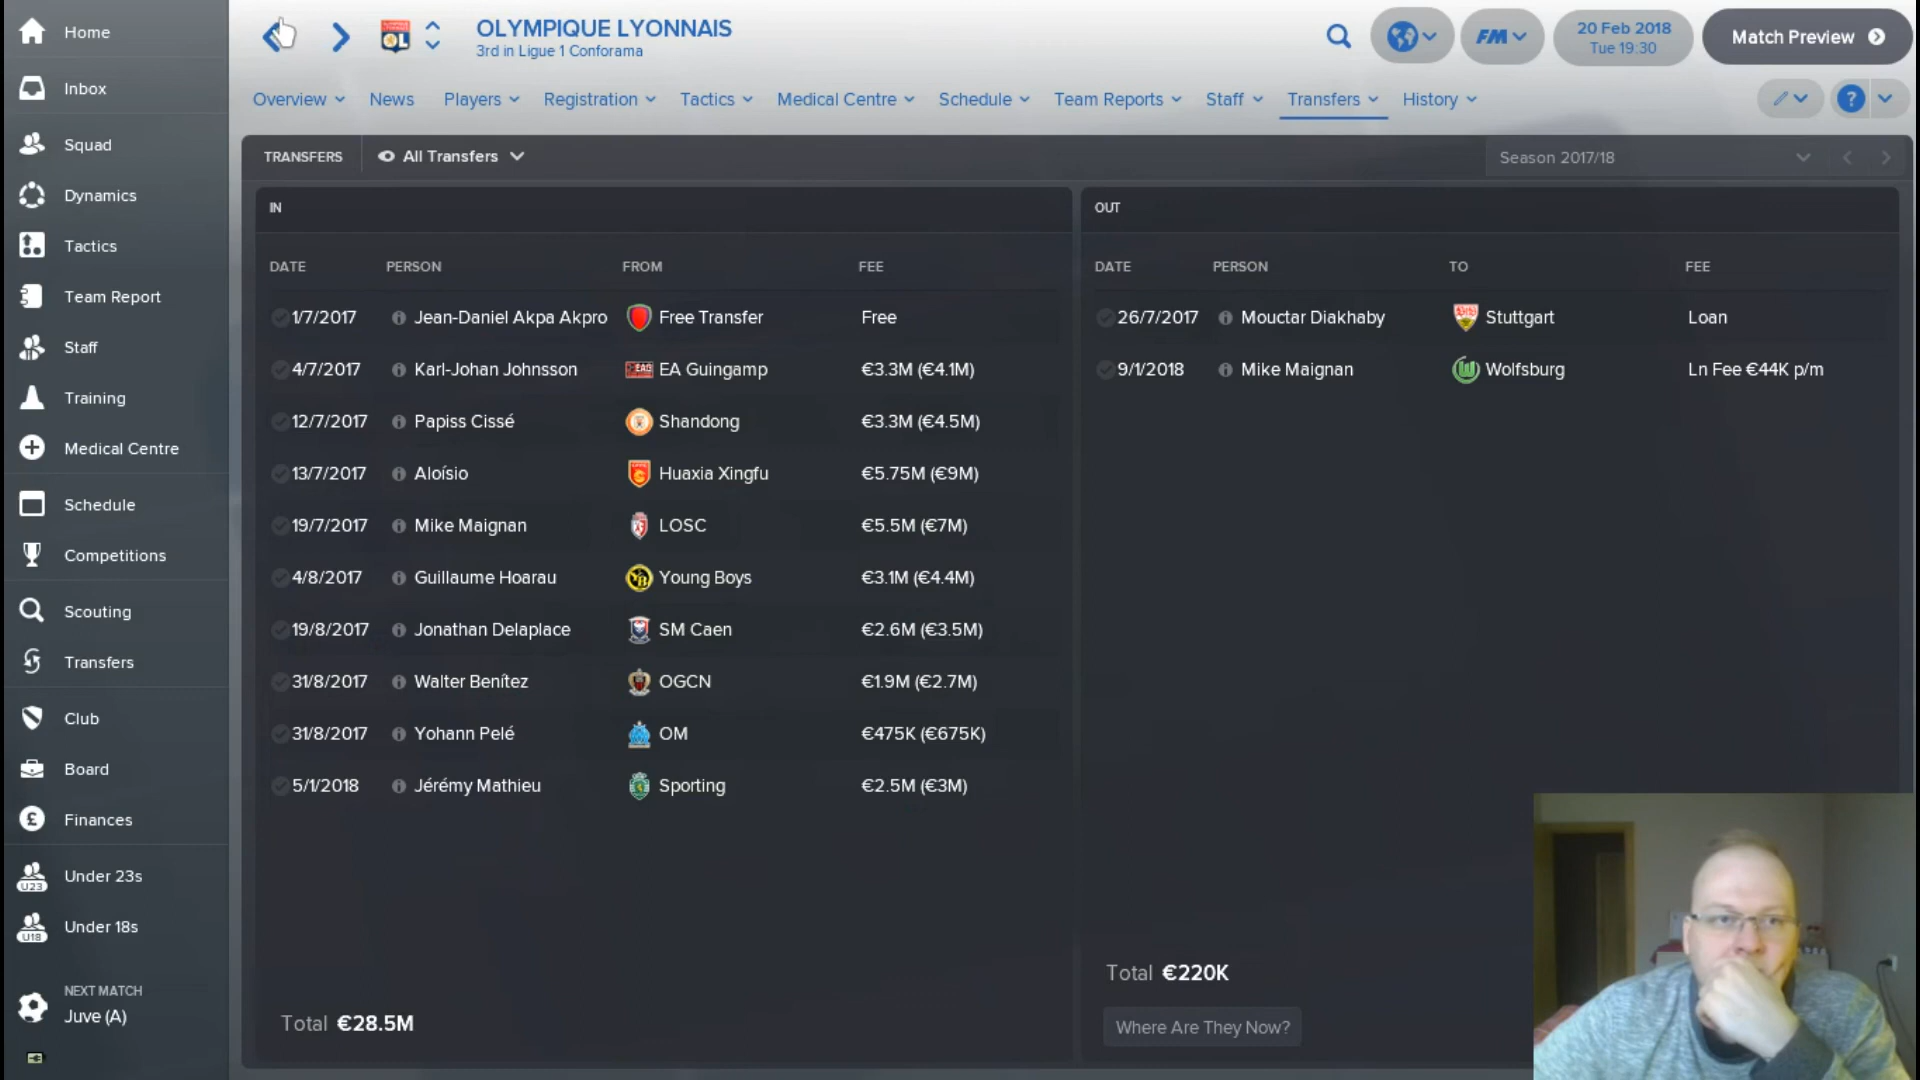 Home
Inbox
Squad
Dynamics
Tactics
Team Report
Staff
Training
Medical Centre
Schedule
Competitions
Scouting
Transfers
Club
Board
Finances
U23 Under 23s
U18 Under 18s
NEXT MATCH
Juve (A)
OL
OLYMPIQUE LYONNAIS
3rd in Ligue 1 Conforama
FM
20 Feb 2018
Tue 19:30
Match Preview
Overview News Players Registration Tactics Medical Centre Schedule Team Reports Staff Transfers History
?
TRANSFERS All Transfers
Season 2017/18
IN
DATE PERSON FROM FEE
1/7/2017 Jean-Daniel Akpa Akpro Free Transfer Free
4/7/2017 Karl-Johan Johnsson EA Guingamp €3.3M (€4.1M)
12/7/2017 Papiss Cissé Shandong €3.3M (€4.5M)
13/7/2017 Aloísio Huaxia Xingfu €5.75M (€9M)
19/7/2017 Mike Maignan LOSC €5.5M (€7M)
4/8/2017 Guillaume Hoarau Young Boys €3.1M (€4.4M)
19/8/2017 Jonathan Delaplace SM Caen €2.6M (€3.5M)
31/8/2017 Walter Benítez OGCN €1.9M (€2.7M)
31/8/2017 Yohann Pelé OM €475K (€675K)
5/1/2018 Jérémy Mathieu Sporting €2.5M (€3M)
Total €28.5M
OUT
DATE PERSON TO FEE
26/7/2017 Mouctar Diakhaby Stuttgart Loan
9/1/2018 Mike Maignan Wolfsburg Ln Fee €44K p/m
Total €220K
Where Are They Now?